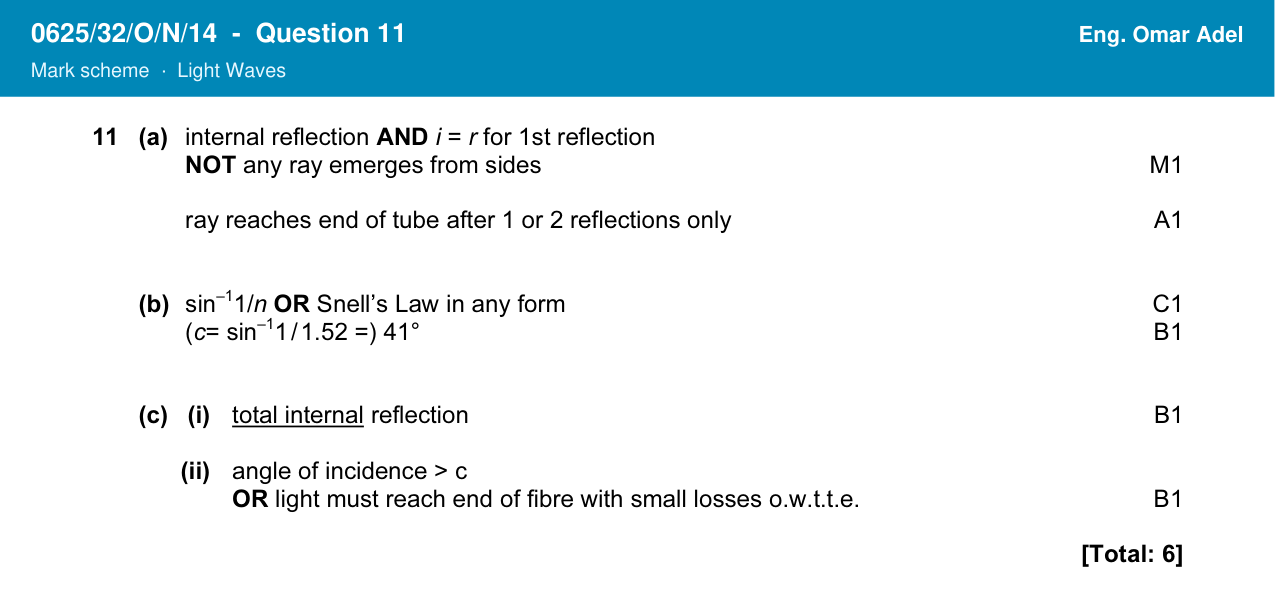 0625/32/O/N/14 - Question 11
Eng. Omar Adel
Mark scheme · Light Waves
11 (a) internal reflection AND i = r for 1st reflection
NOT any ray emerges from sides M1
ray reaches end of tube after 1 or 2 reflections only A1
(b) sin⁻¹1/n OR Snell's Law in any form C1
(c= sin⁻¹1/1.52 =) 41° B1
(c) (i) total internal reflection B1
(ii) angle of incidence > c
OR light must reach end of fibre with small losses o.w.t.t.e. B1
[Total: 6]